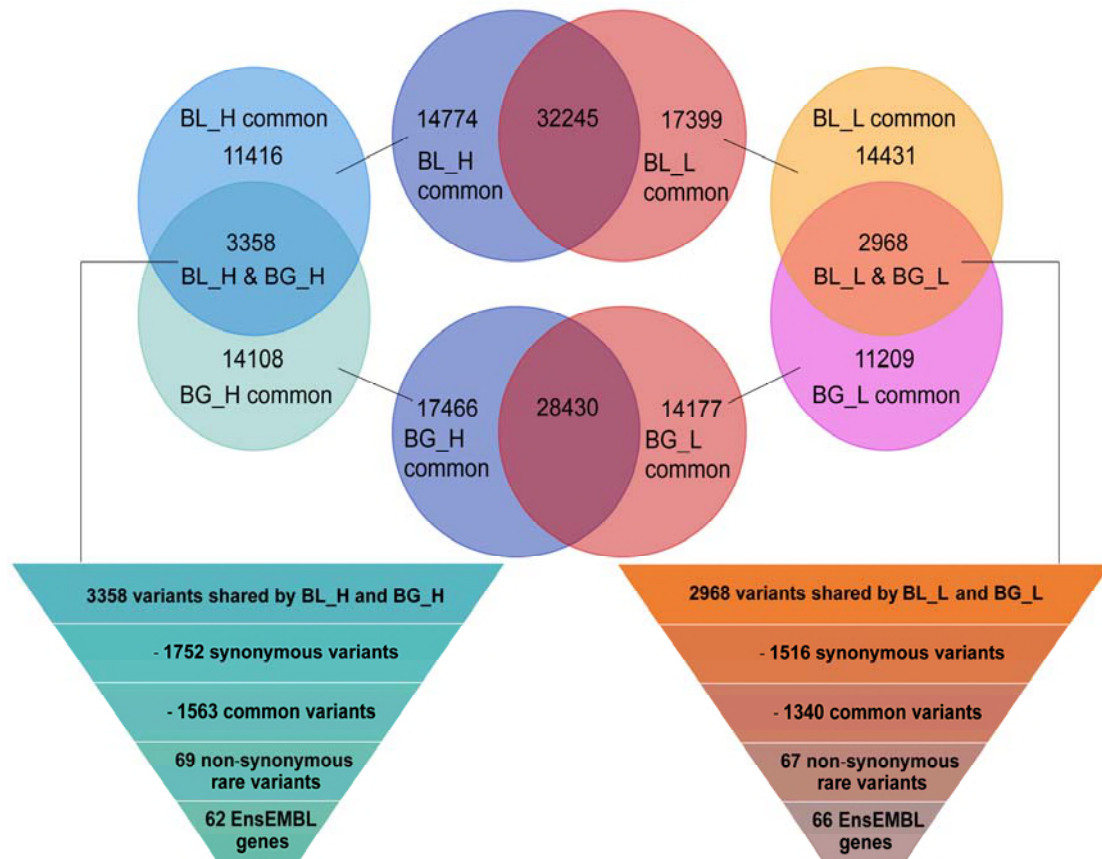 BL_H common
11416
3358
BL_H & BG_H
14108
BG_H common
14774
BL_H
common
32245
17399
BL_L
common
17466
BG_H
common
28430
14177
BG_L
common
BL_L common
14431
2968
BL_L & BG_L
11209
BG_L common
3358 variants shared by BL_H and BG_H
- 1752 synonymous variants
- 1563 common variants
69 non-synonymous
rare variants
62 EnsEMBL
genes
2968 variants shared by BL_L and BG_L
- 1516 synonymous variants
- 1340 common variants
67 non-synonymous
rare variants
66 EnsEMBL
genes